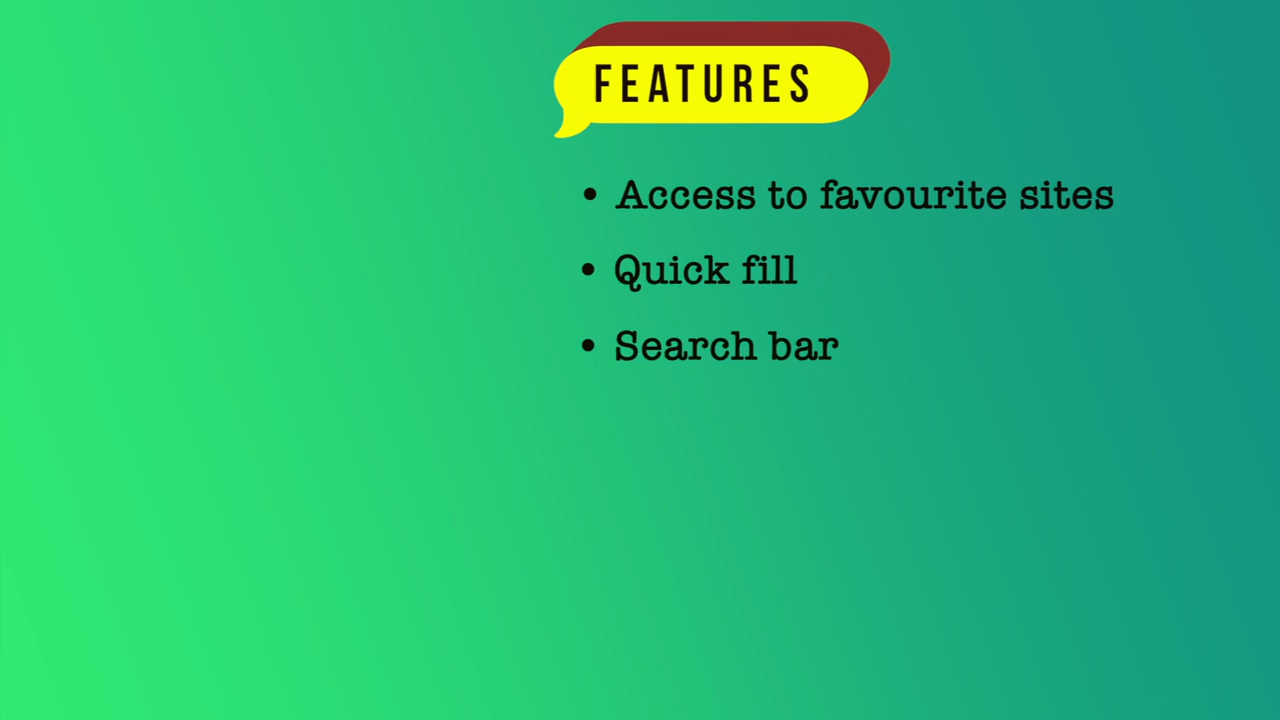 FEATURES
• Access to favourite sites
• Quick fill
• Search bar